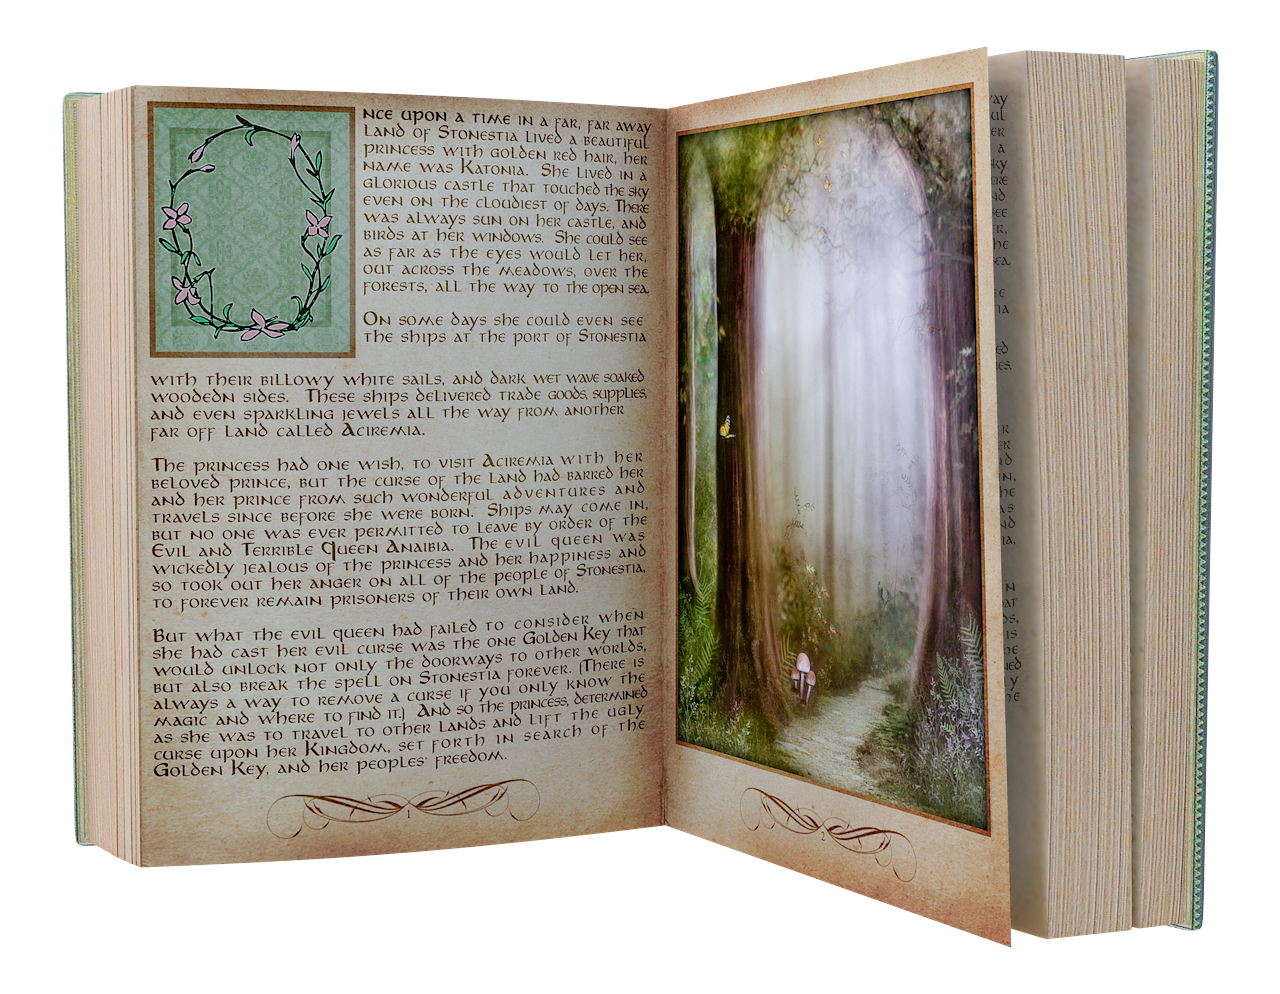 Once upon a time in a far, far away
land of Stonestia lived a beautiful
princess with golden red hair, her
name was Katonia. She lived in a
glorious castle that touched the sky
even on the cloudiest of days. There
was always sun on her castle, and
birds at her windows. She could see
as far as the eyes would let her,
out across the meadows, over the
forests, all the way to the open sea.
On some days she could even see
the ships at the port of Stonestia
with their billowy white sails, and dark wet wave soaked
woodedn sides. These ships delivered trade goods, supplies,
and even sparkling jewels all the way from another
far off land called Aciremia.
The princess had one wish, to visit Aciremia with her
beloved prince, but the curse of the land had barred her
and her prince from such wonderful adventures and
travels since before she were born. Ships may come in,
but no one was ever permitted to leave by order of the
Evil and Terrible Queen Anaibia. The evil queen was
wickedly jealous of the princess and her happiness and
so took out her anger on all of the people of Stonestia,
to forever remain prisoners of their own land.
But what the evil queen had failed to consider when
she had cast her evil curse was the one Golden Key that
would unlock not only the doorways to other worlds,
but also break the spell on Stonestia forever. (There is
always a way to remove a curse if you only know the
magic and where to find it.) And so the princess, determined
as she was to travel to other lands and lift the ugly
curse upon her Kingdom, set forth in search of the
Golden Key, and her peoples' freedom.
1
2